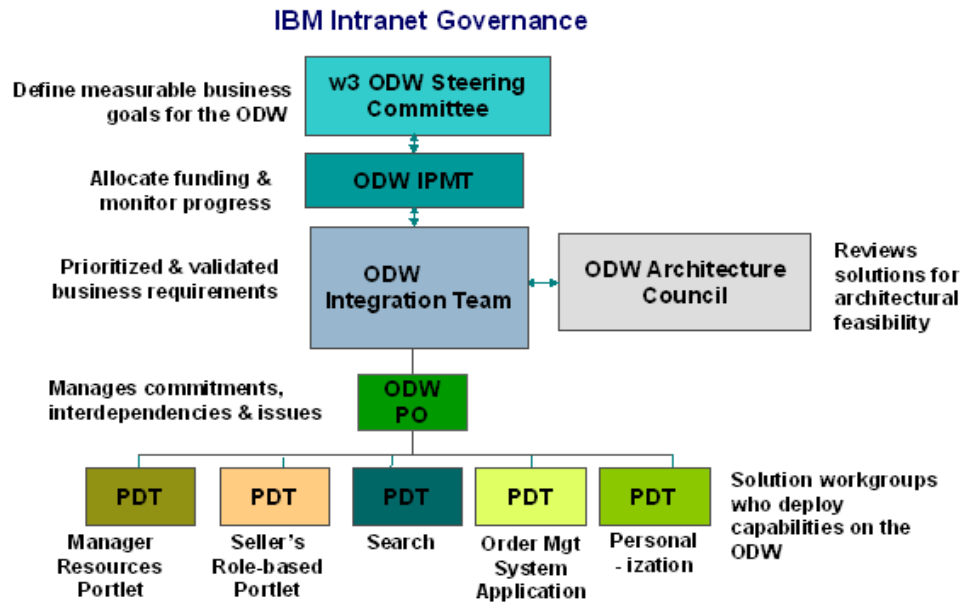 IBM Intranet Governance
Define measurable business
goals for the ODW
w3 ODW Steering
Committee
Allocate funding &
monitor progress
ODW IPMT
Prioritized & validated
business requirements
ODW
Integration Team
ODW Architecture
Council
Reviews
solutions for
architectural
feasibility
Manages commitments,
interdependencies & issues
ODW
PO
PDT
PDT
PDT
PDT
PDT
Manager
Resources
Portlet
Seller's
Role-based
Portlet
Search
Order Mgt
System
Application
Personal
- ization
Solution workgroups
who deploy
capabilities on the
ODW